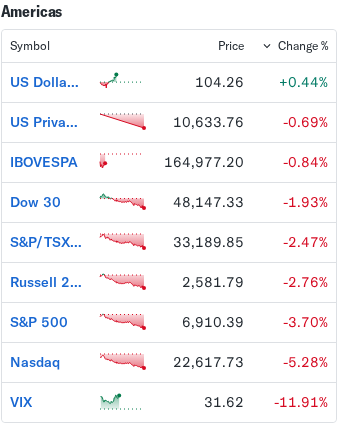 Americas
Symbol Price Change %
US Dolla... 104.26 +0.44%
US Priva... 10,633.76 -0.69%
IBOVESPA 164,977.20 -0.84%
Dow 30 48,147.33 -1.93%
S&P/TSX... 33,189.85 -2.47%
Russell 2... 2,581.79 -2.76%
S&P 500 6,910.39 -3.70%
Nasdaq 22,617.73 -5.28%
VIX 31.62 -11.91%